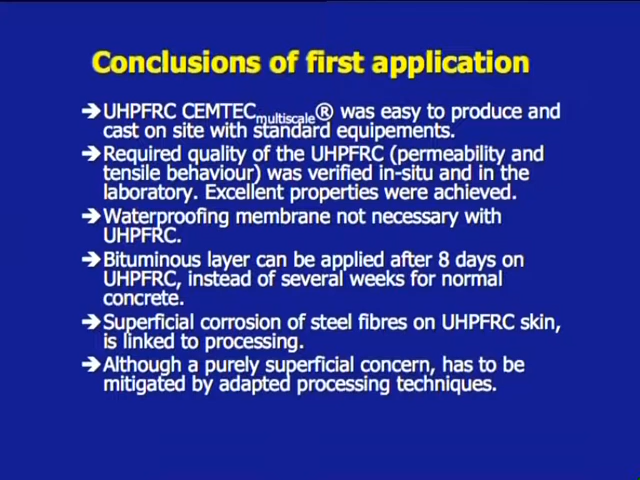 Conclusions of first application
➔UHPFRC CEMTECmultiscale® was easy to produce and
cast on site with standard equipements.
➔Required quality of the UHPFRC (permeability and
tensile behaviour) was verified in-situ and in the
laboratory. Excellent properties were achieved.
➔Waterproofing membrane not necessary with
UHPFRC.
➔Bituminous layer can be applied after 8 days on
UHPFRC, instead of several weeks for normal
concrete.
➔Superficial corrosion of steel fibres on UHPFRC skin,
is linked to processing.
➔Although a purely superficial concern, has to be
mitigated by adapted processing techniques.